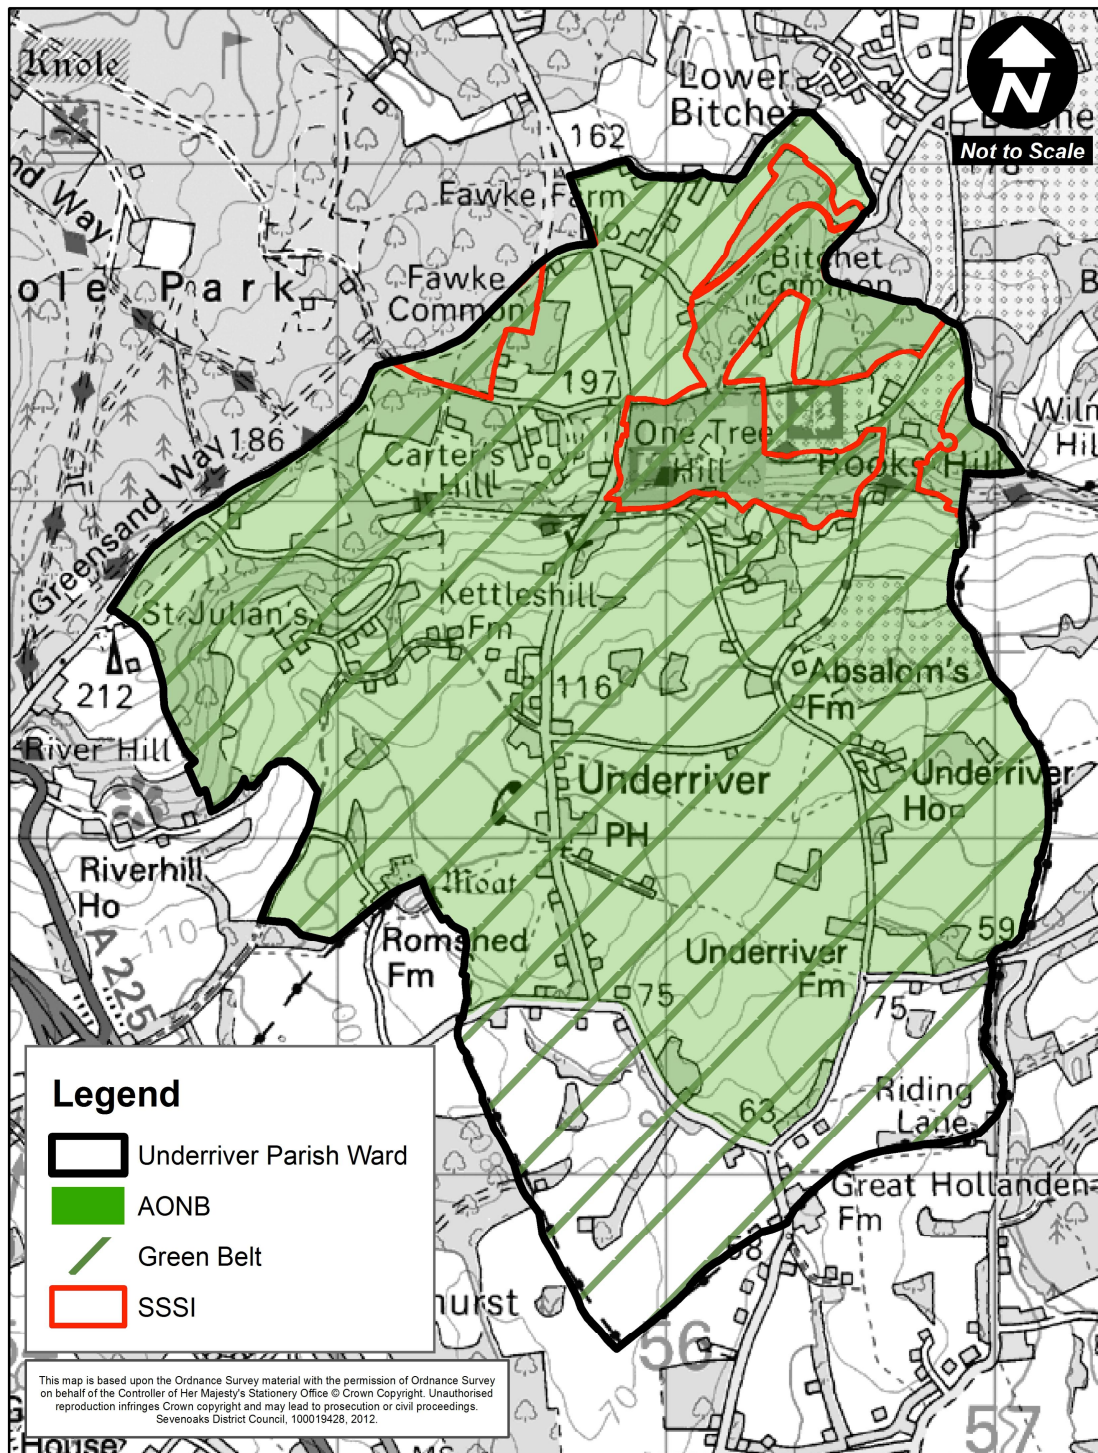 Knole
162
Lower
Bitchet
N
Not to Scale
nd Way
Fawke Farm
ole Park
Fawke
Common
Bitchet
Common
B
197
Greensand Way
186
Carter's
Hill
One Tree
Hill
Rooks Hill
Hil
St Julian's
Kettleshill
Fm
212
116
Absalom's
Fm
River Hill
Underriver
PH
Underriver
Ho
Riverhill
Ho
Moat
110
A 225
Romshed
Fm
Underriver
Fm
59
75
75
63
Riding
Lane
Great Hollanden
Fm
68
hurst
56
70
57
Legend
Underriver Parish Ward
AONB
Green Belt
SSSI
This map is based upon the Ordnance Survey material with the permission of Ordnance Survey
on behalf of the Controller of Her Majesty's Stationery Office © Crown Copyright. Unauthorised
reproduction infringes Crown copyright and may lead to prosecution or civil proceedings.
Sevenoaks District Council, 100019428, 2012.
House